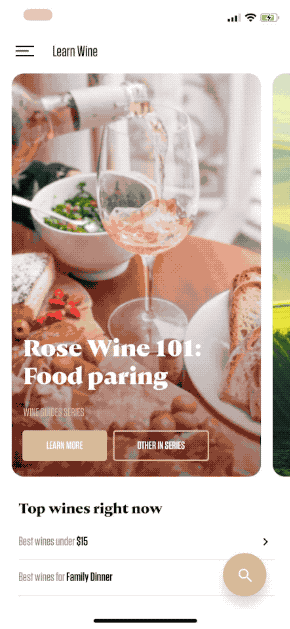 Learn Wine
Rose Wine 101:
Food paring
WINE GUIDES SERIES
LEARN MORE
OTHER IN SERIES
Top wines right now
Best wines under $15
Best wines for Family Dinner